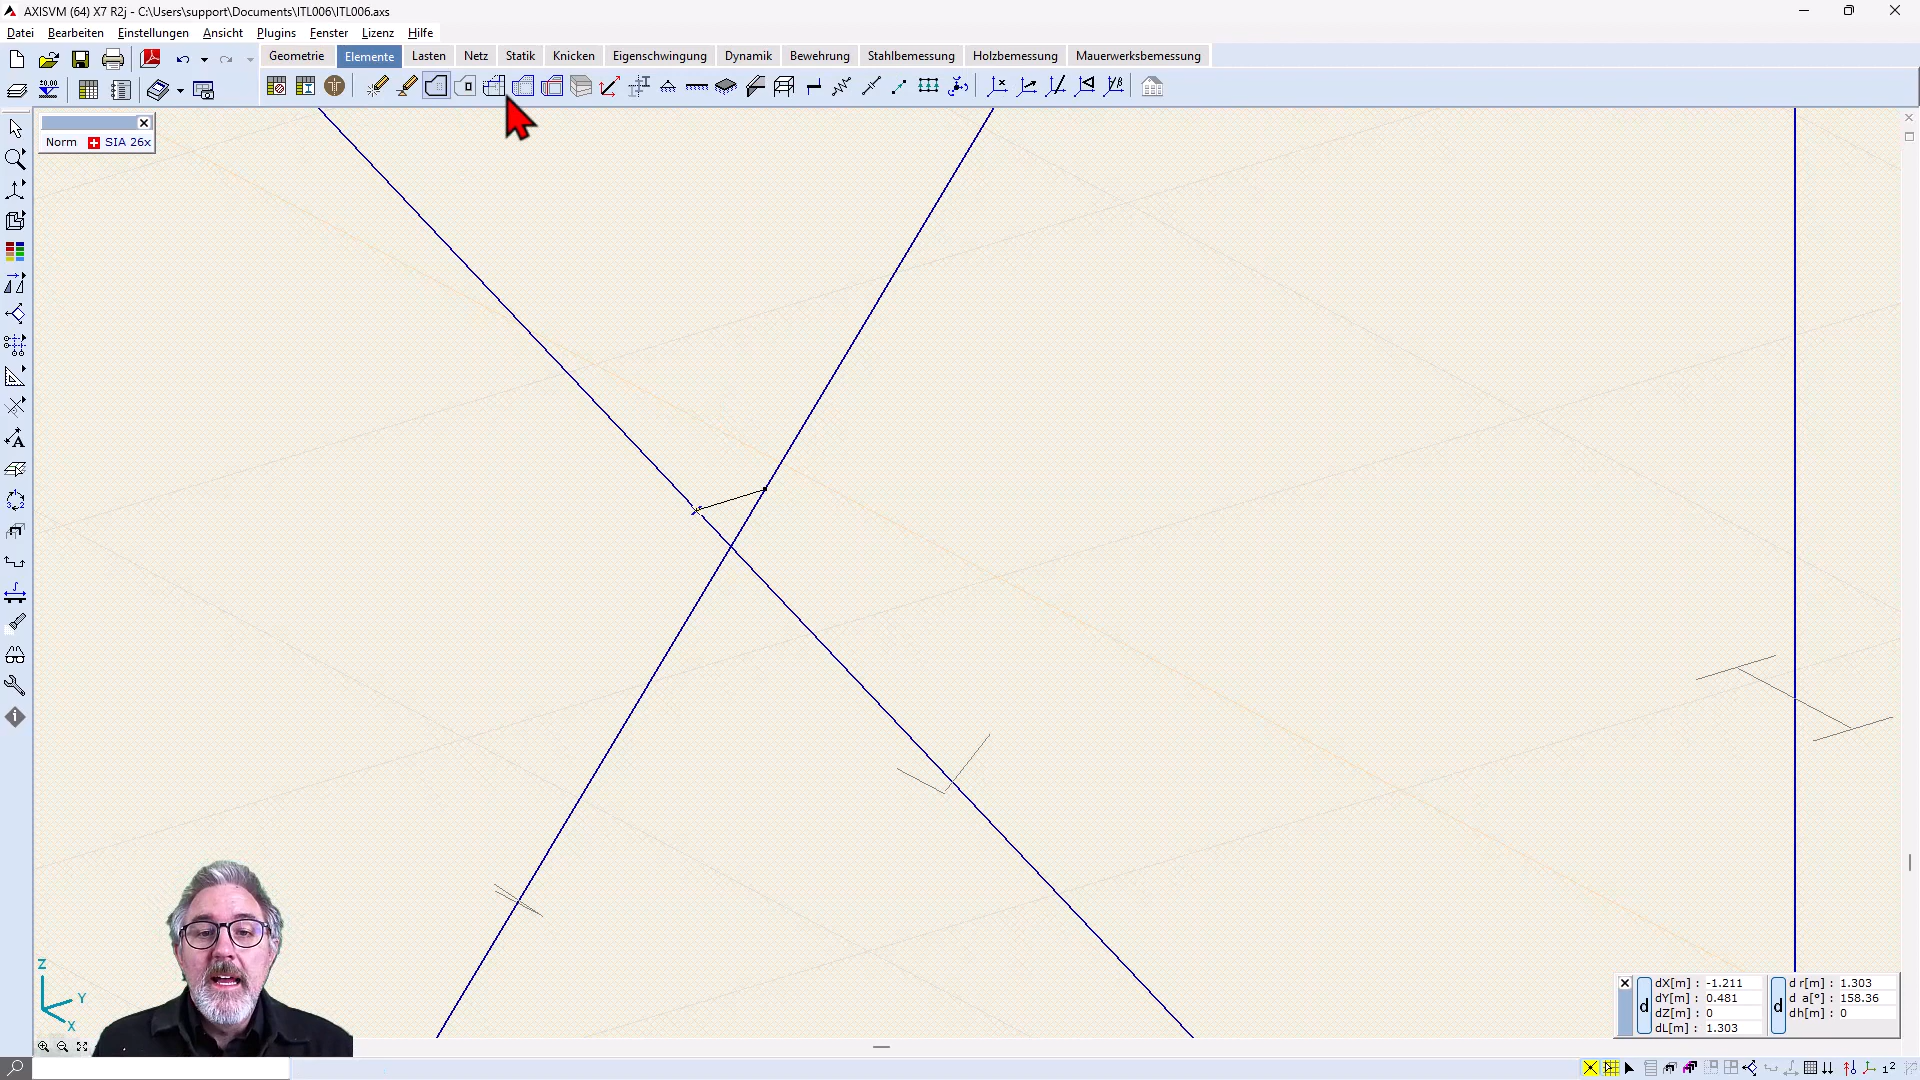 AXISVM (64) X7 R2j - C:\Users\support\Documents\ITL006\ITL006.axs
Datei Bearbeiten Einstellungen Ansicht Plugins Fenster Lizenz Hilfe
Geometrie Elemente Lasten Netz Statik Knicken Eigenschwingung Dynamik Bewehrung Stahlbemessung Holzbemessung Mauerwerksbemessung
Norm SIA 26x
Z
Y
X
dX[m] : -1.211
dY[m] : 0.481
dZ[m] : 0
dL[m] : 1.303
d
d r[m] : 1.303
d a[°] : 158.36
dh[m] : 0
d